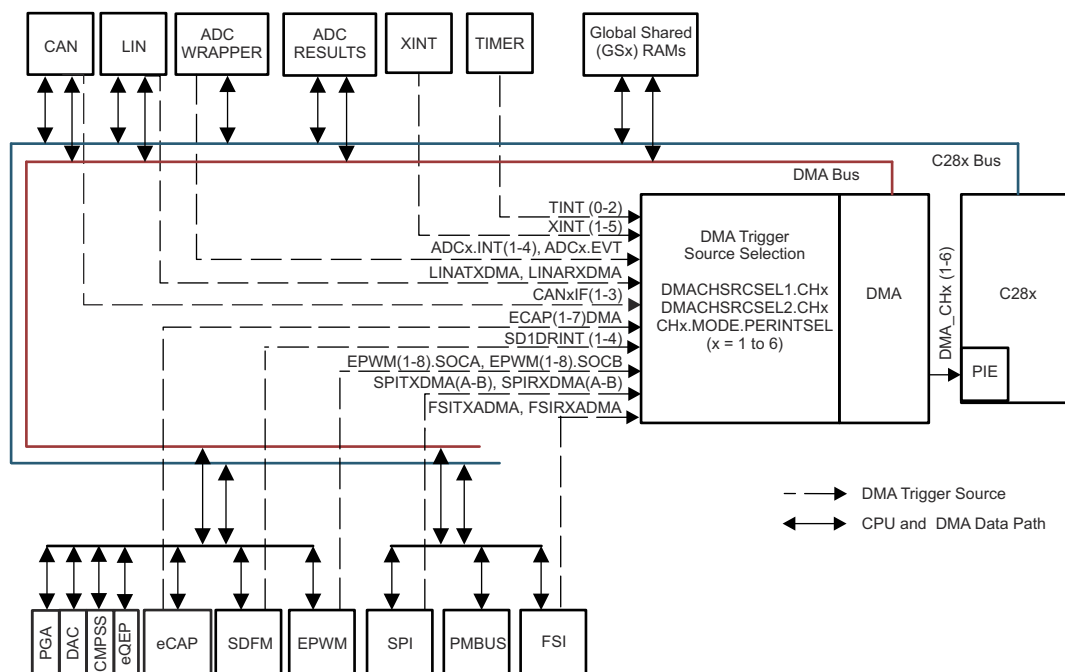 CAN
LIN
ADC
WRAPPER
ADC
RESULTS
XINT
TIMER
Global Shared
(GSx) RAMs
C28x Bus
DMA Bus
TINT (0-2)
XINT (1-5)
ADCx.INT(1-4), ADCx.EVT
LINATXDMA, LINARXDMA
CANxIF(1-3)
ECAP(1-7)DMA
SD1DRINT (1-4)
EPWM(1-8).SOCA, EPWM(1-8).SOCB
SPITXDMA(A-B), SPIRXDMA(A-B)
FSITXADMA, FSIRXADMA
DMA Trigger
Source Selection
DMACHSRCSEL1.CHx
DMACHSRCSEL2.CHx
CHx.MODE.PERINTSEL
(x = 1 to 6)
DMA
DMA_CHx (1-6)
C28x
PIE
DMA Trigger Source
CPU and DMA Data Path
PGA
DAC
CMPSS
eQEP
eCAP
SDFM
EPWM
SPI
PMBUS
FSI